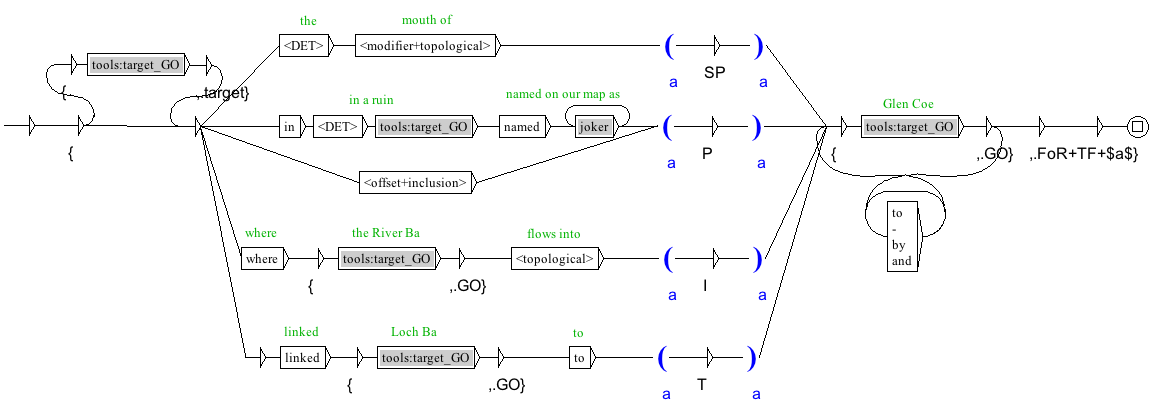 the mouth of
<DET> <modifier+topological> ( )
a SP a
tools:target_GO
{ ,.target}
{
in a ruin named on our map as Glen Coe
in <DET> tools:target_GO named joker ( ) tools:target_GO
a P a { ,.GO} ,.FoR+TF+$a$}
<offset+inclusion>
to
-
by
and
where the River Ba flows into
where tools:target_GO <topological> ( )
{ ,.GO} a I a
linked Loch Ba to
linked tools:target_GO to ( )
{ ,.GO} a T a